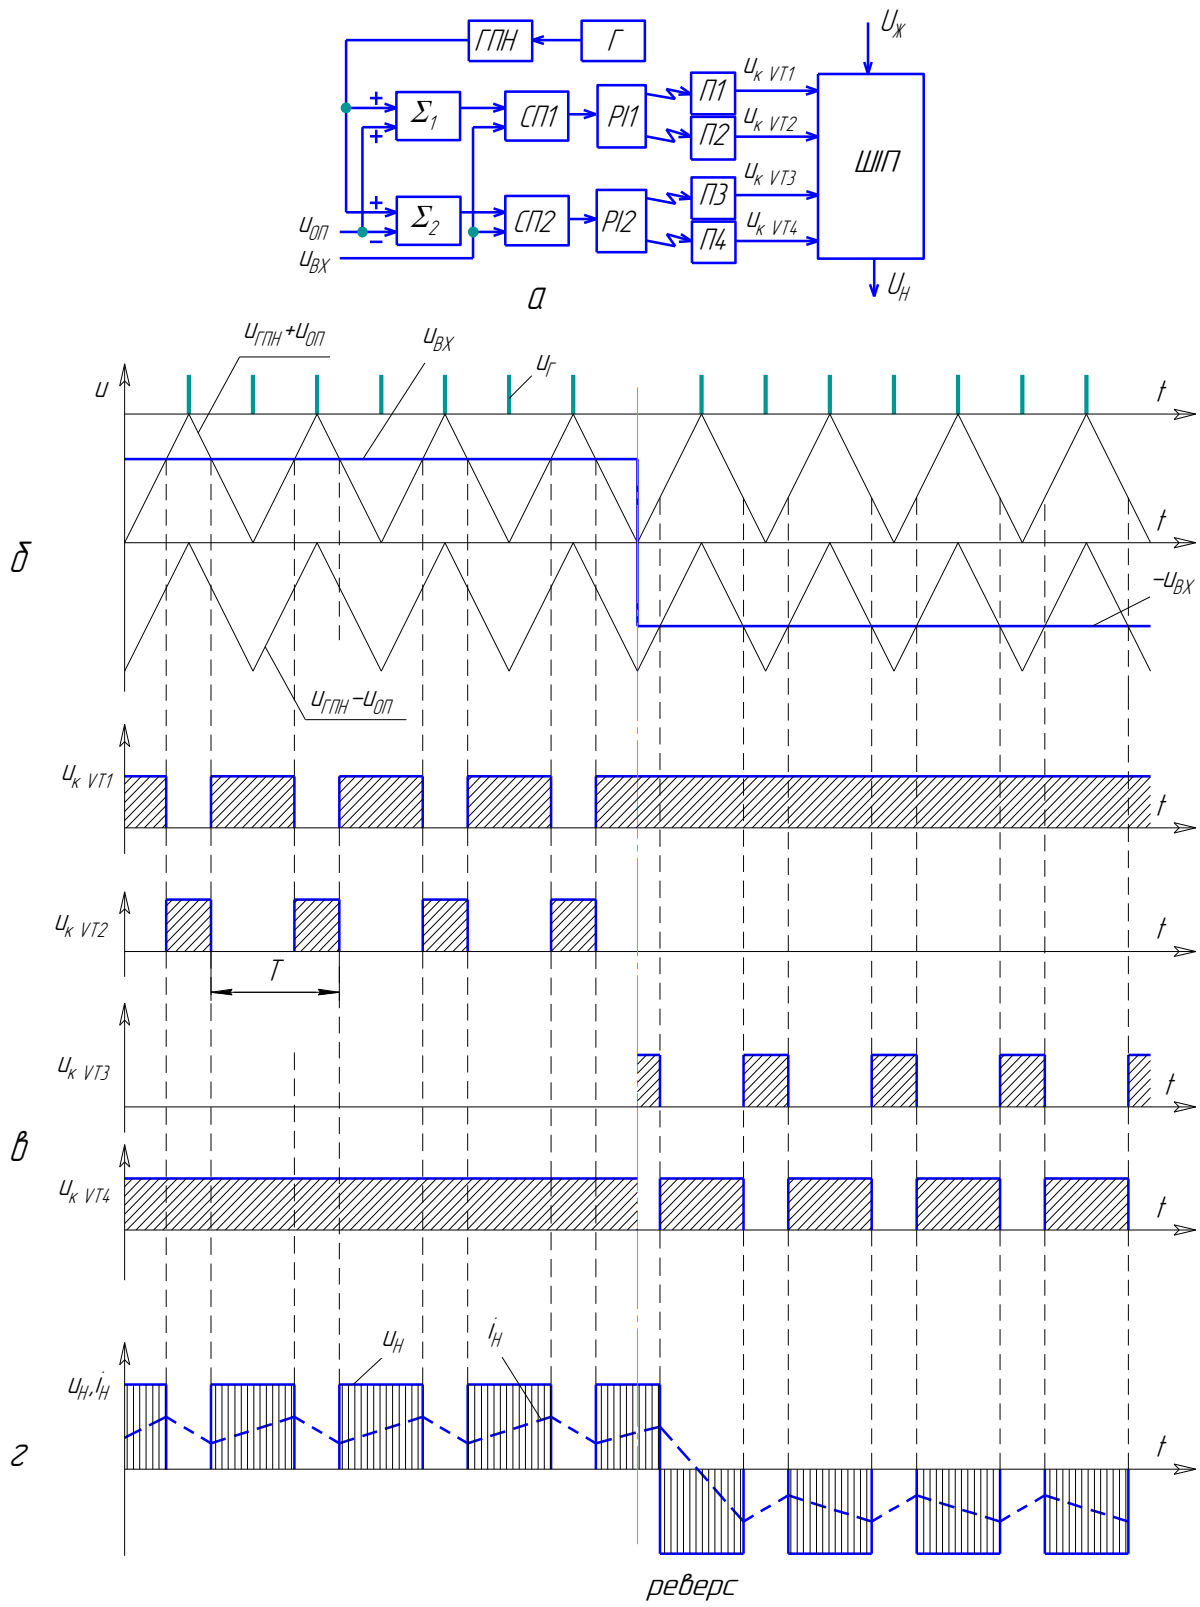 ГПН Г U_Ж
+ Σ₁ + СП1 РІ1 П1 u_к VT1
П2 u_к VT2
ШІП
+ Σ₂ − СП2 РІ2 П3 u_к VT3
П4 u_к VT4
u_ОП
u_ВХ
U_Н
а
u_ГПН+u_ОП u_ВХ u_Г
u t
t
б
−u_ВХ
u_ГПН−u_ОП
u_к VT1 t
u_к VT2 t
T
u_к VT3 t
в
u_к VT4 t
u_Н i_Н
u_Н,i_Н
г t
реверс